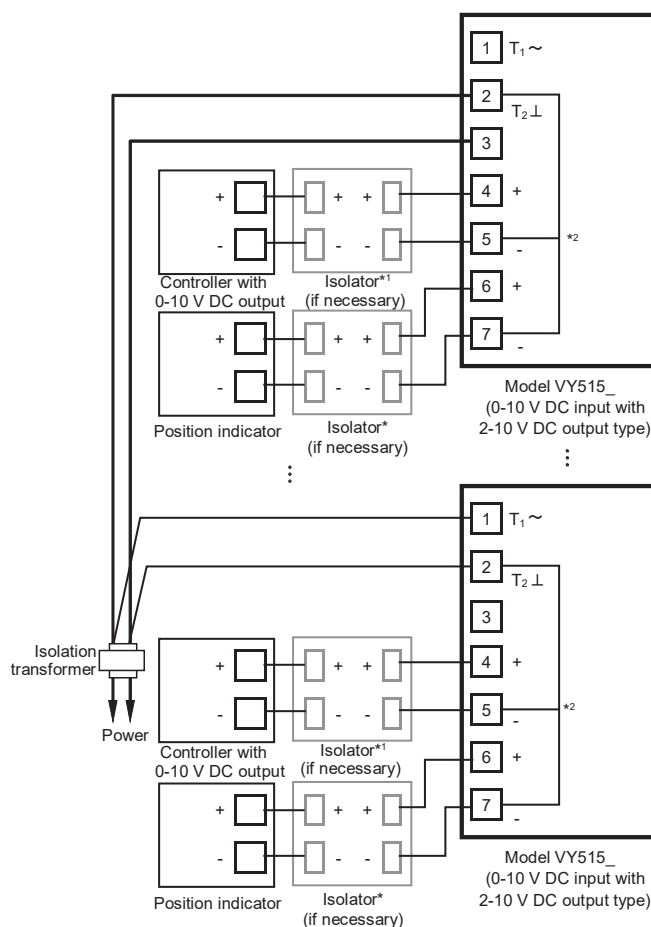 1 T₁～
2
T₂⊥
3
+ + + 4 +
- - - 5 *²
-
Controller with
0-10 V DC output
Isolator*¹
(if necessary)
6 +
+ + +
- - - 7
-
Position indicator
Isolator*
(if necessary)
Model VY515_
(0-10 V DC input with
2-10 V DC output type)
1 T₁～
2
T₂⊥
3
Isolation
transformer
Power
+ + + 4 +
- - - 5 *²
-
Controller with
0-10 V DC output
Isolator*¹
(if necessary)
6 +
+ + +
- - - 7
-
Position indicator
Isolator*
(if necessary)
Model VY515_
(0-10 V DC input with
2-10 V DC output type)